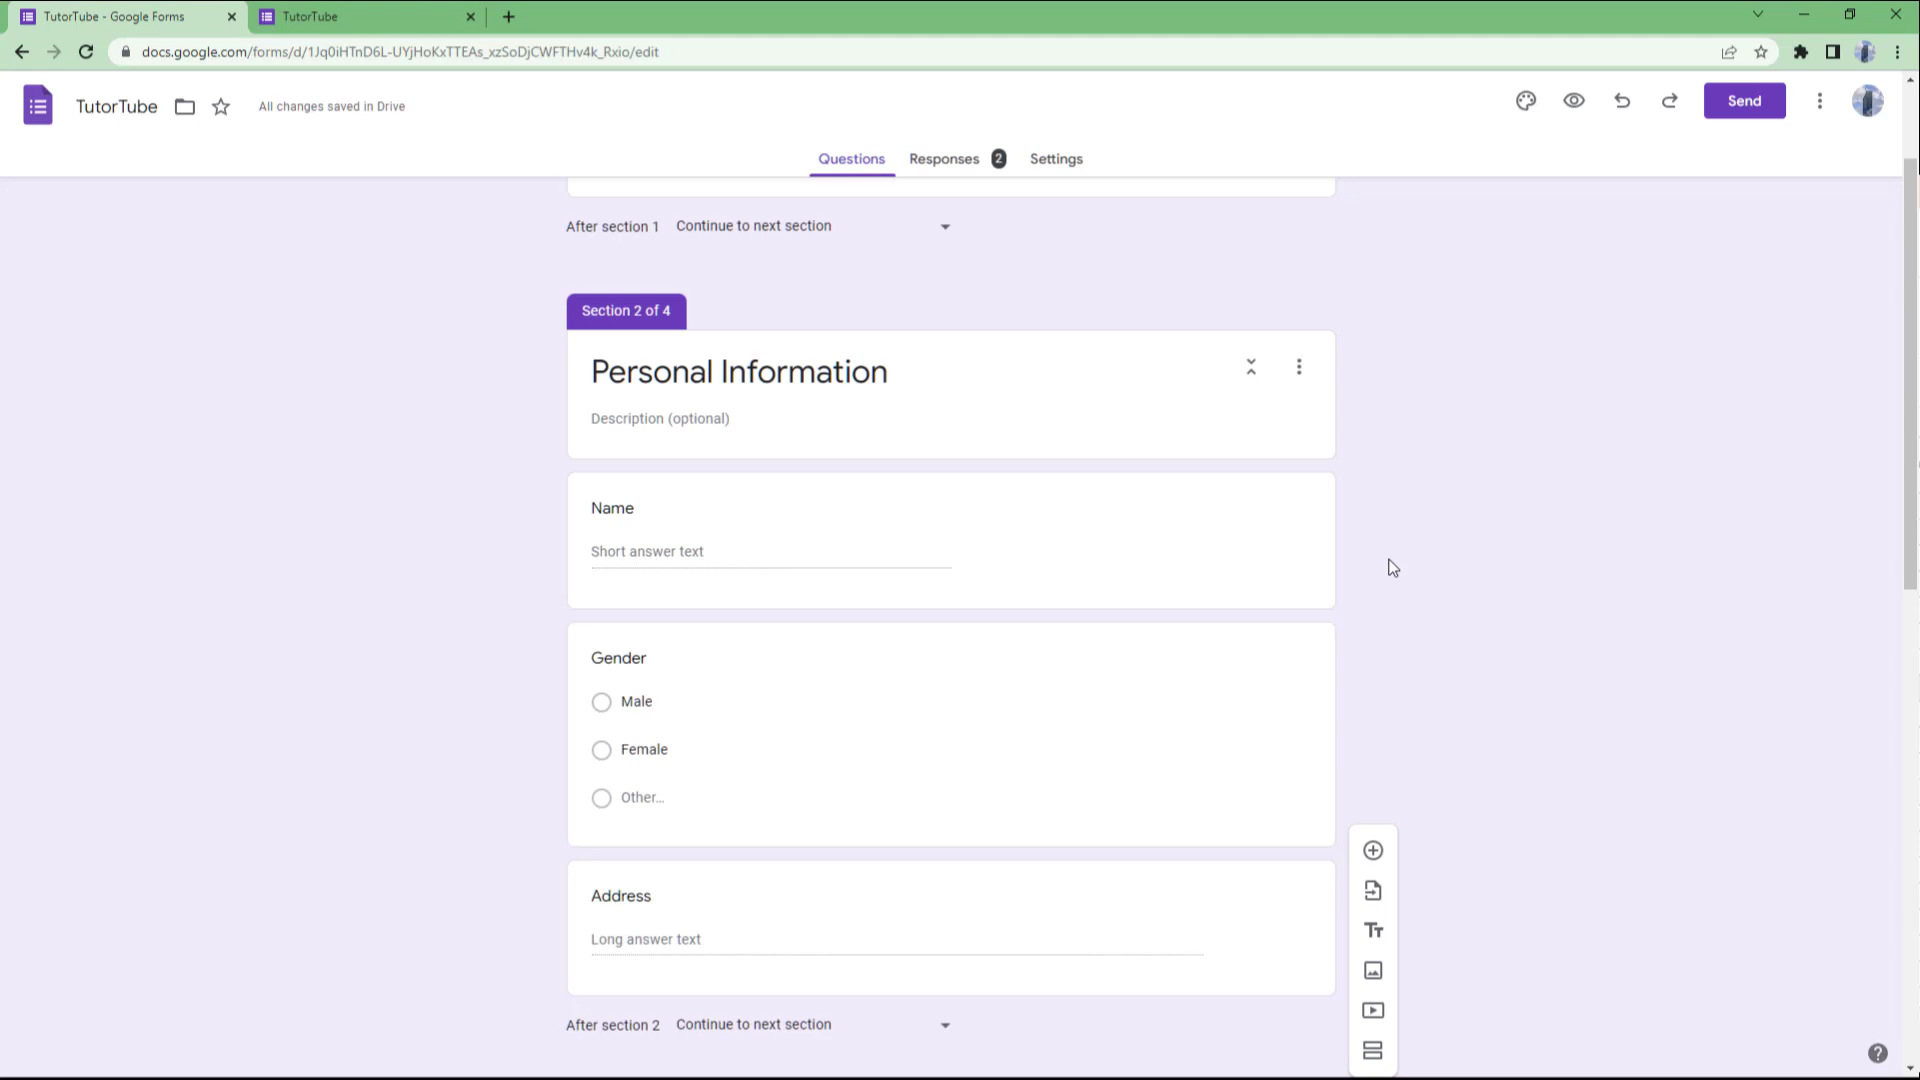 TutorTube - Google Forms
TutorTube
docs.google.com/forms/d/1Jq0iHTnD6L-UYjHoKxTTEAs_xzSoDjCWFTHv4k_Rxio/edit
TutorTube
All changes saved in Drive
Send
Questions
Responses 2
Settings
After section 1 Continue to next section
Section 2 of 4
Personal Information
Description (optional)
Name
Short answer text
Gender
Male
Female
Other...
Address
Long answer text
After section 2 Continue to next section